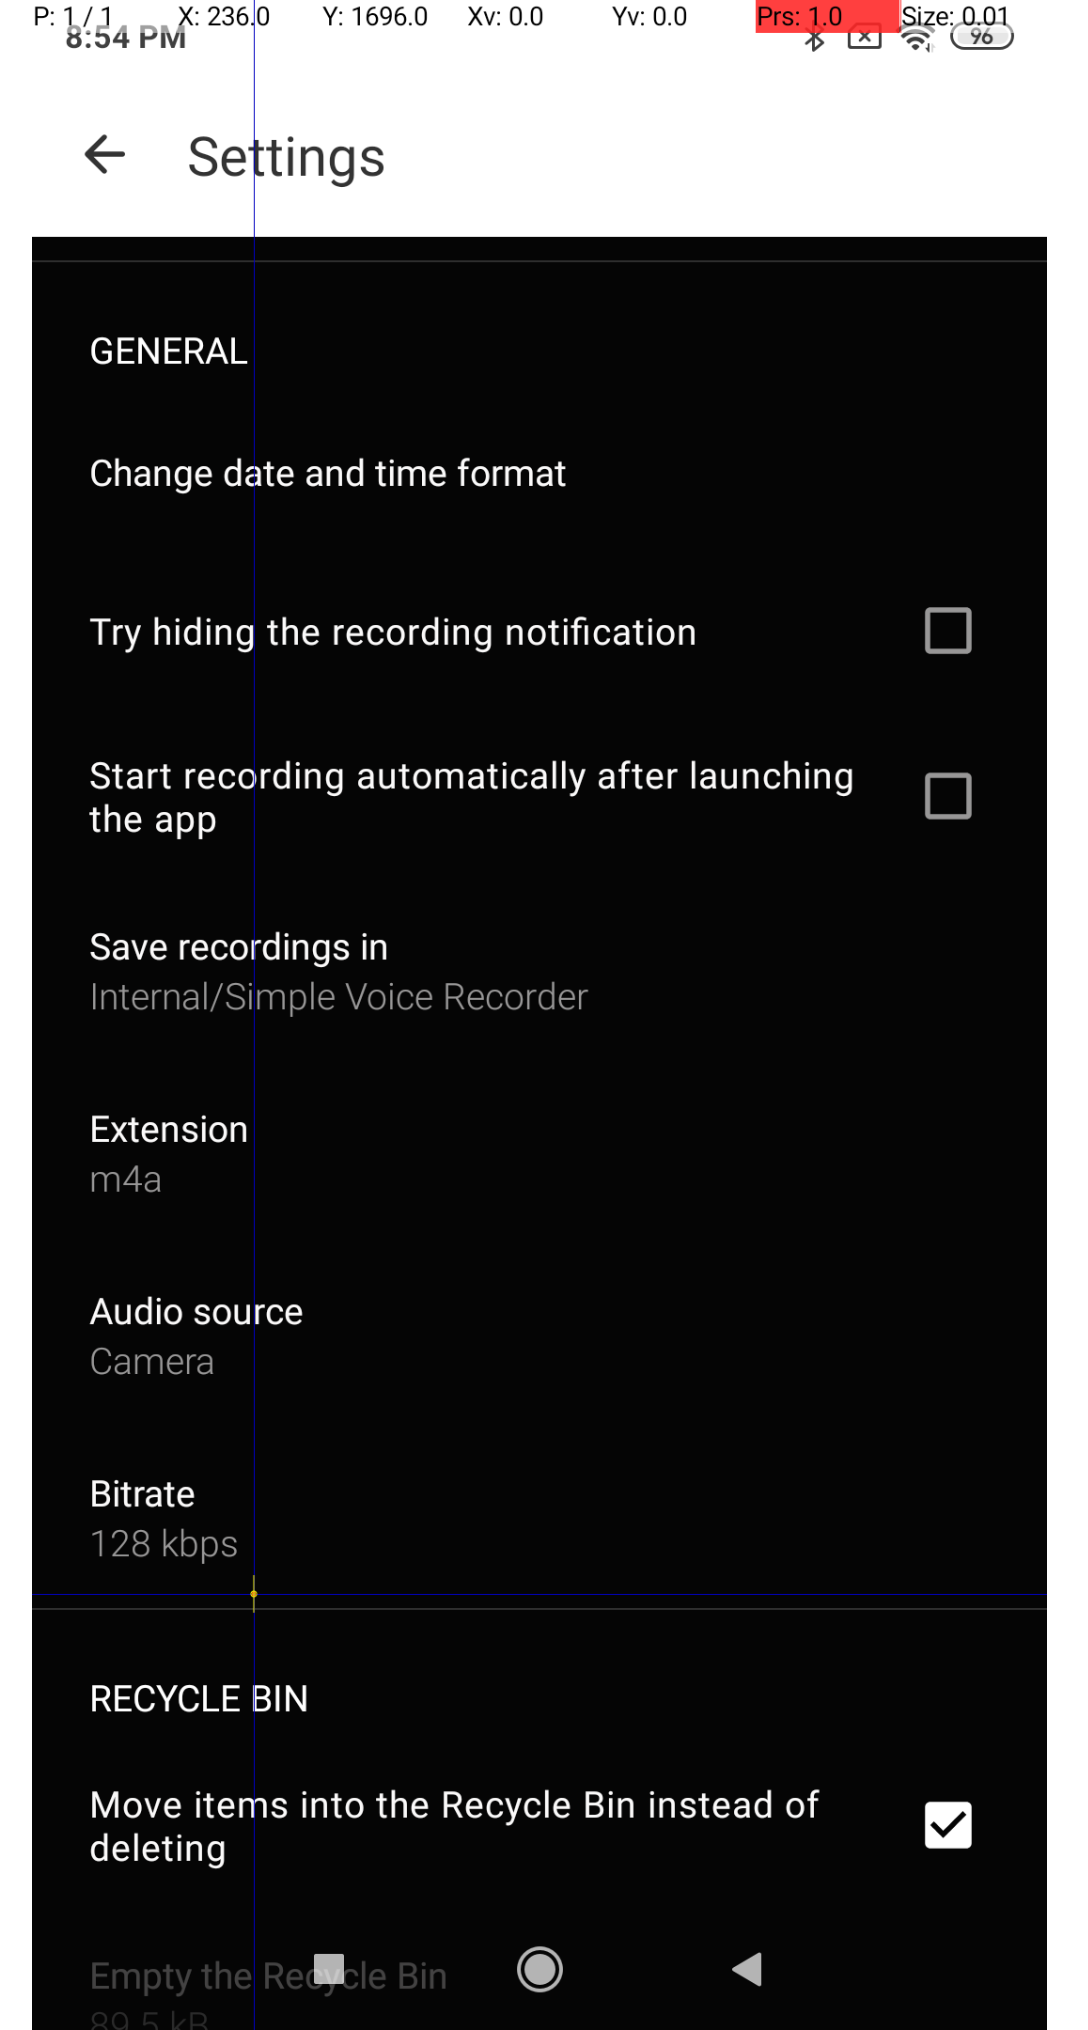 P: 1 / 1 X: 236.0 Y: 1696.0 Xv: 0.0 Yv: 0.0 Prs: 1.0 Size: 0.01
8:54 PM 96
Settings
GENERAL
Change date and time format
Try hiding the recording notification
Start recording automatically after launching
the app
Save recordings in
Internal/Simple Voice Recorder
Extension
m4a
Audio source
Camera
Bitrate
128 kbps
RECYCLE BIN
Move items into the Recycle Bin instead of
deleting
Empty the Recycle Bin
89.5 kB